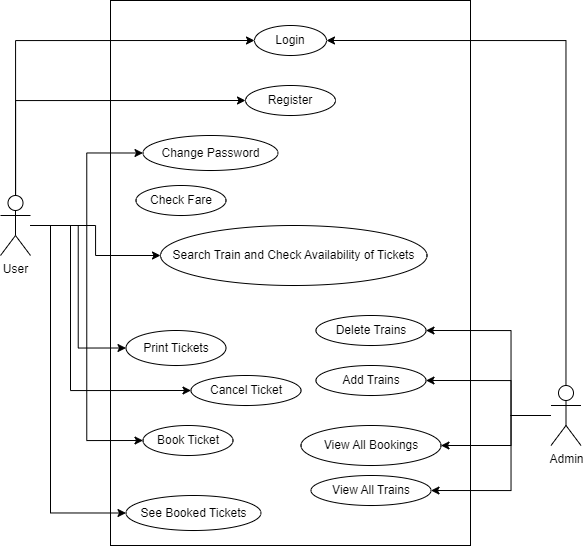 Login
Register
Change Password
Check Fare
User
Search Train and Check Availability of Tickets
Delete Trains
Print Tickets
Add Trains
Cancel Ticket
Book Ticket
View All Bookings
Admin
View All Trains
See Booked Tickets